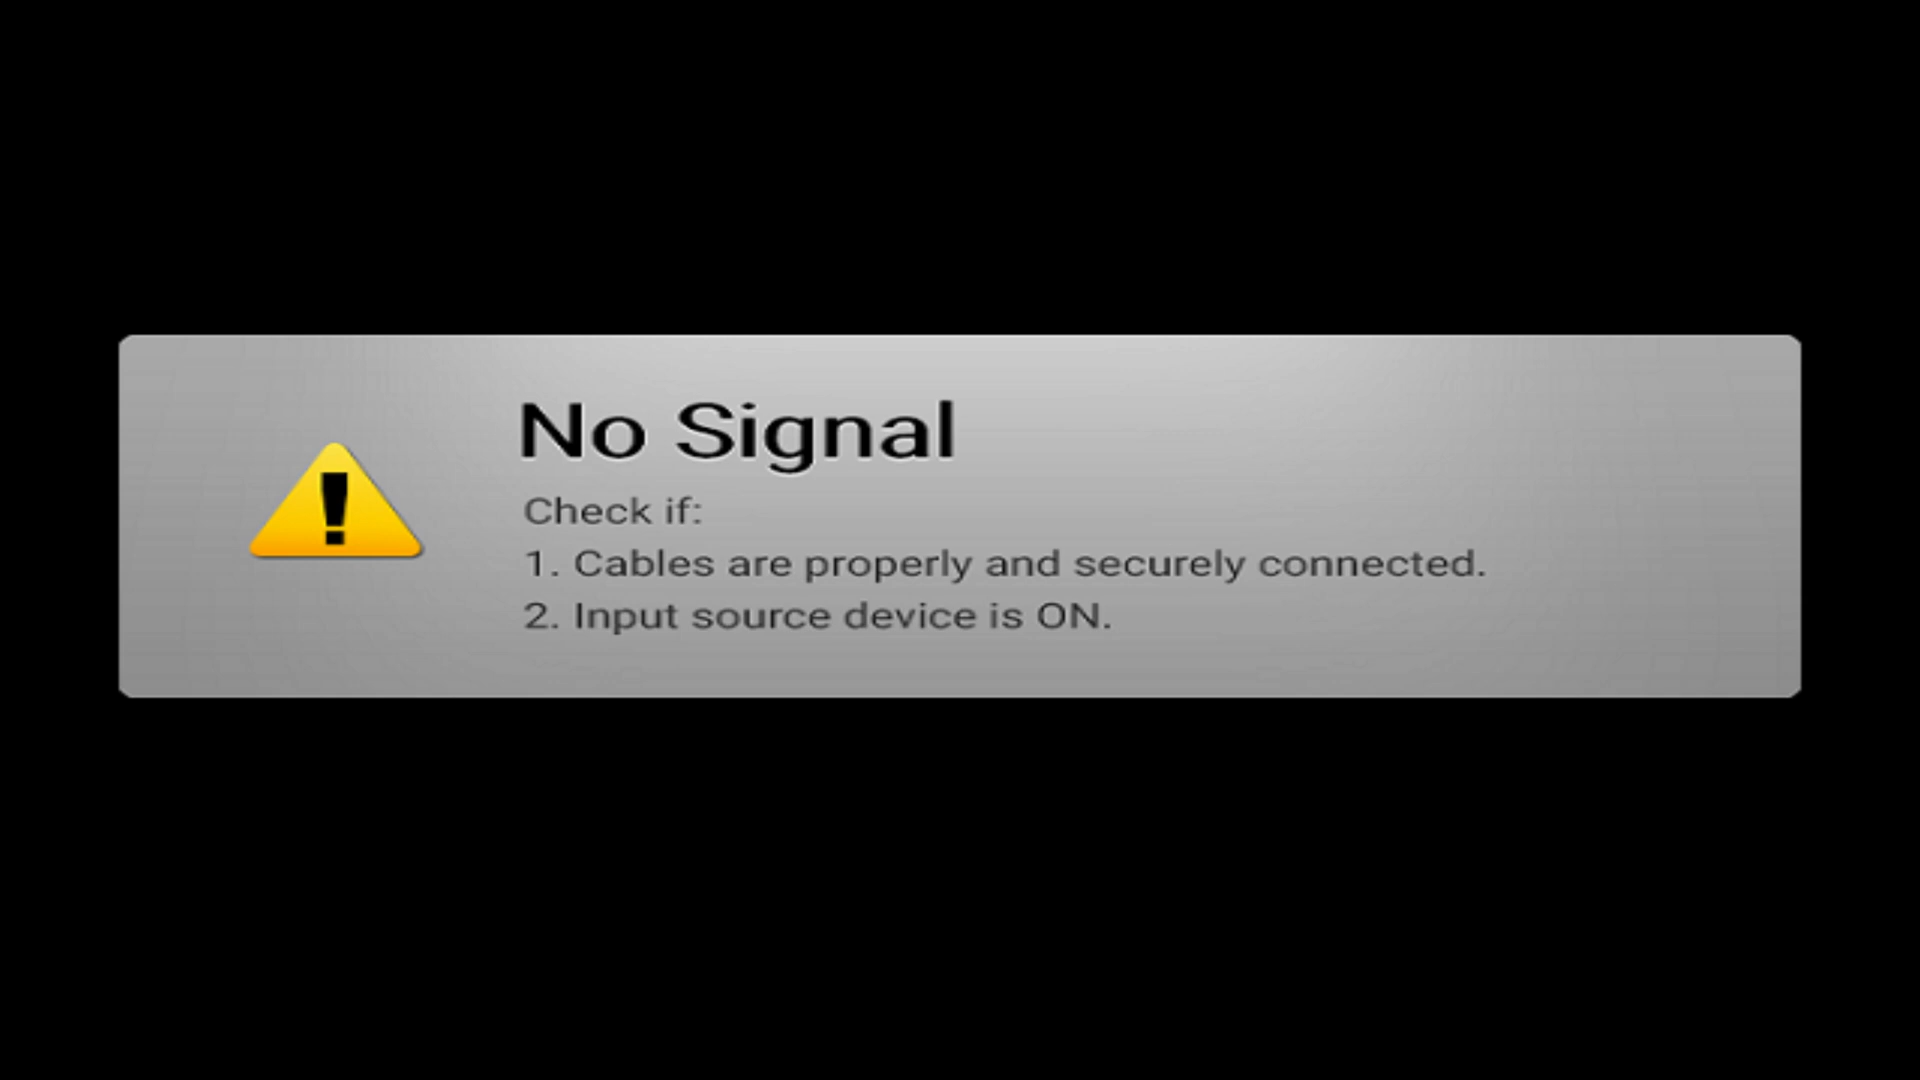 No Signal
Check if:
1. Cables are properly and securely connected.
2. Input source device is ON.